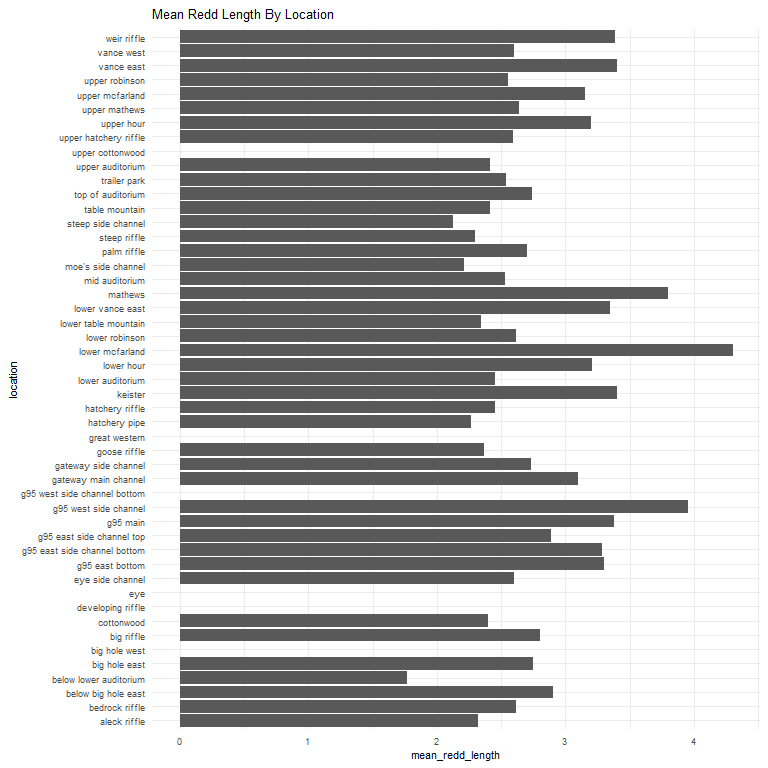 Mean Redd Length By Location
weir riffle
vance west
vance east
upper robinson
upper mcfarland
upper mathews
upper hour
upper hatchery riffle
upper cottonwood
upper auditorium
trailer park
top of auditorium
table mountain
steep side channel
steep riffle
palm riffle
moe's side channel
mid auditorium
mathews
lower vance east
lower table mountain
lower robinson
lower mcfarland
lower hour
lower auditorium
keister
hatchery riffle
hatchery pipe
great western
goose riffle
gateway side channel
gateway main channel
g95 west side channel bottom
g95 west side channel
g95 main
g95 east side channel top
g95 east side channel bottom
g95 east bottom
eye side channel
eye
developing riffle
cottonwood
big riffle
big hole west
big hole east
below lower auditorium
below big hole east
bedrock riffle
aleck riffle
location
0 1 2 3 4
mean_redd_length